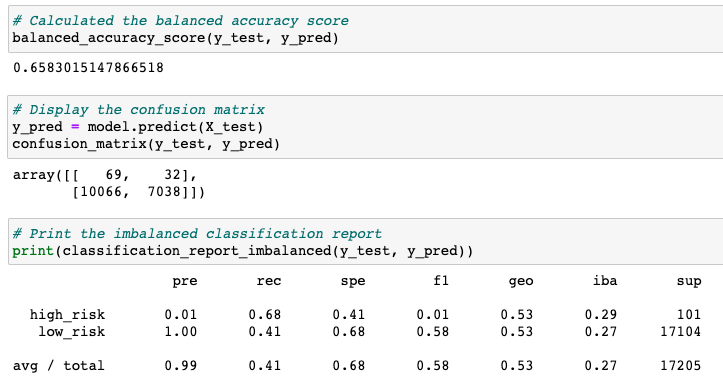 # Calculated the balanced accuracy score
balanced_accuracy_score(y_test, y_pred)
0.6583015147866518
# Display the confusion matrix
y_pred = model.predict(X_test)
confusion_matrix(y_test, y_pred)
array([[   69,    32],
       [10066,  7038]])
# Print the imbalanced classification report
print(classification_report_imbalanced(y_test, y_pred))
                   pre       rec       spe        f1       geo       iba       sup
  high_risk       0.01      0.68      0.41      0.01      0.53      0.29       101
   low_risk       1.00      0.41      0.68      0.58      0.53      0.27     17104
avg / total       0.99      0.41      0.68      0.58      0.53      0.27     17205